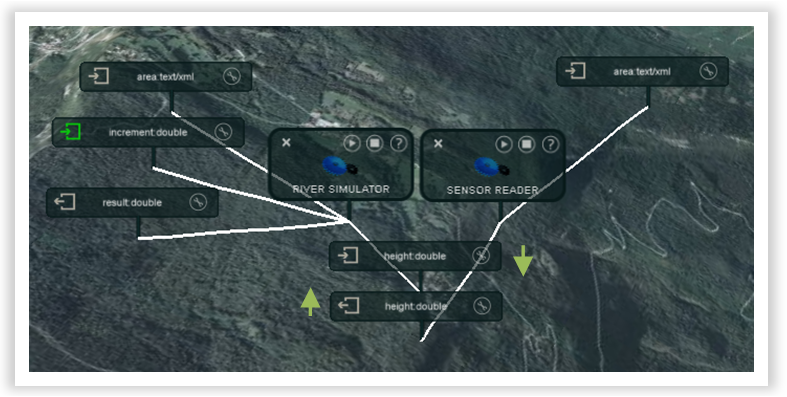 area:text/xml
area:text/xml
increment:double
RIVER SIMULATOR
SENSOR READER
result:double
height:double
height:double